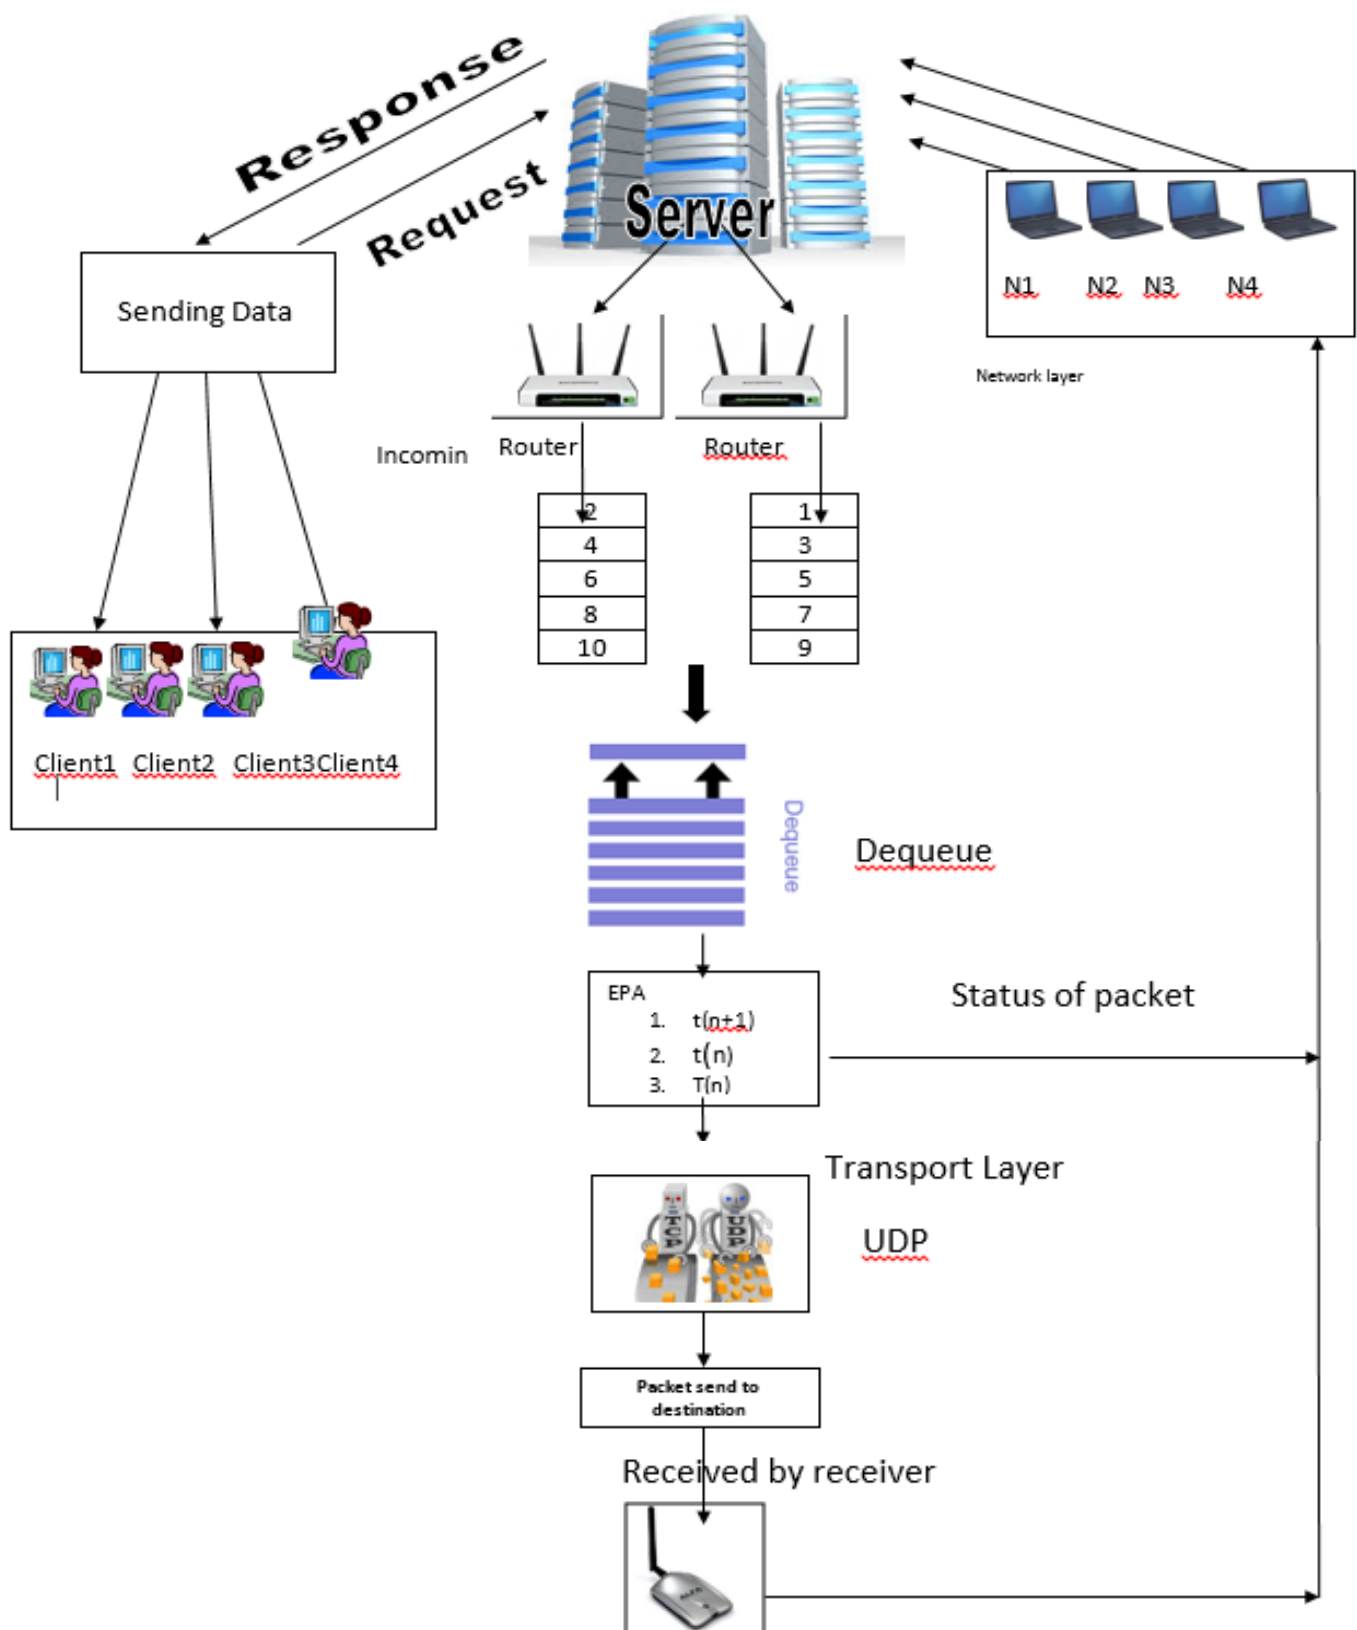 Response
Request
Server
Sending Data
N1 N2 N3 N4
Network layer
Incomin
Router
Router
2
4
6
8
10
1
3
5
7
9
Client1 Client2 Client3Client4
Dequeue
Dequeue
EPA
1. t(n+1)
2. t(n)
3. T(n)
Status of packet
Transport Layer
UDP
Packet send to
destination
Received by receiver